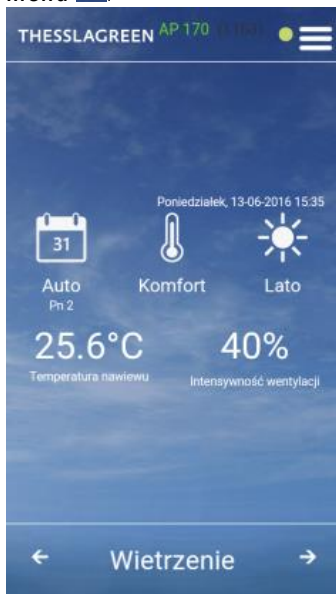 THESSLAGREEN AP 170
Poniedziałek, 13-06-2016 15:35
31
Auto Komfort Lato
Pn 2
25.6°C 40%
Temperatura nawiewu Intensywność wentylacji
Wietrzenie